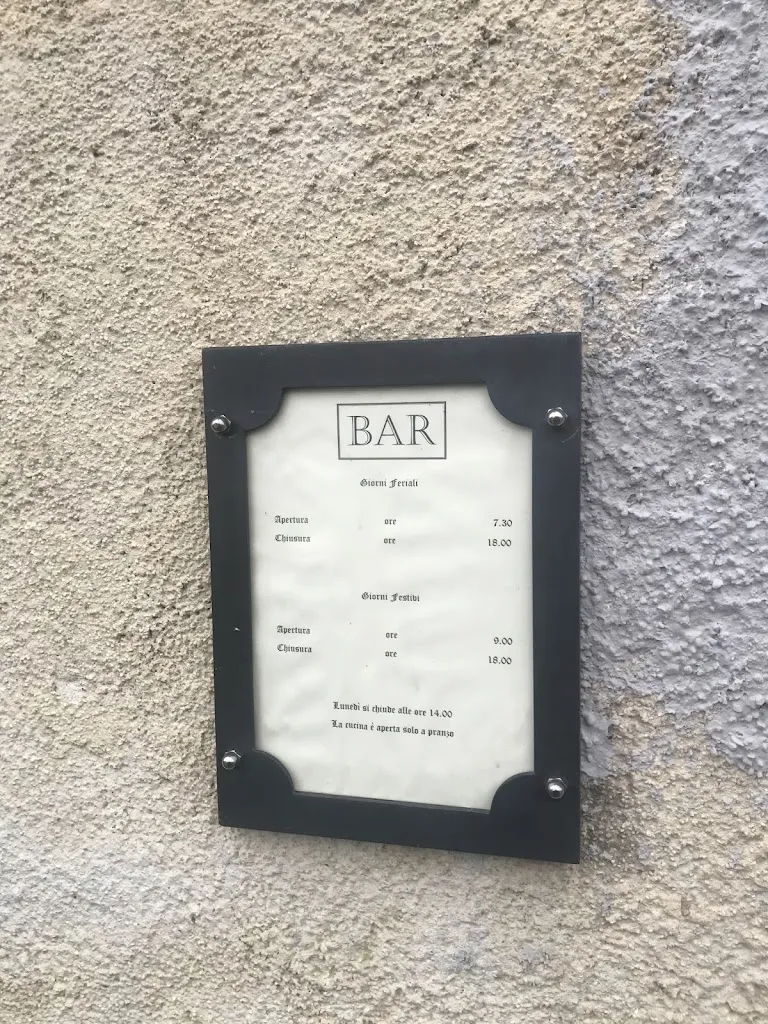 BAR
Giorni Feriali
Apertura ore 7.30
Chiusura ore 18.00
Giorni Festivi
Apertura ore 9.00
Chiusura ore 18.00
Lunedì si chiude alle ore 14.00
La cucina è aperta solo a pranzo